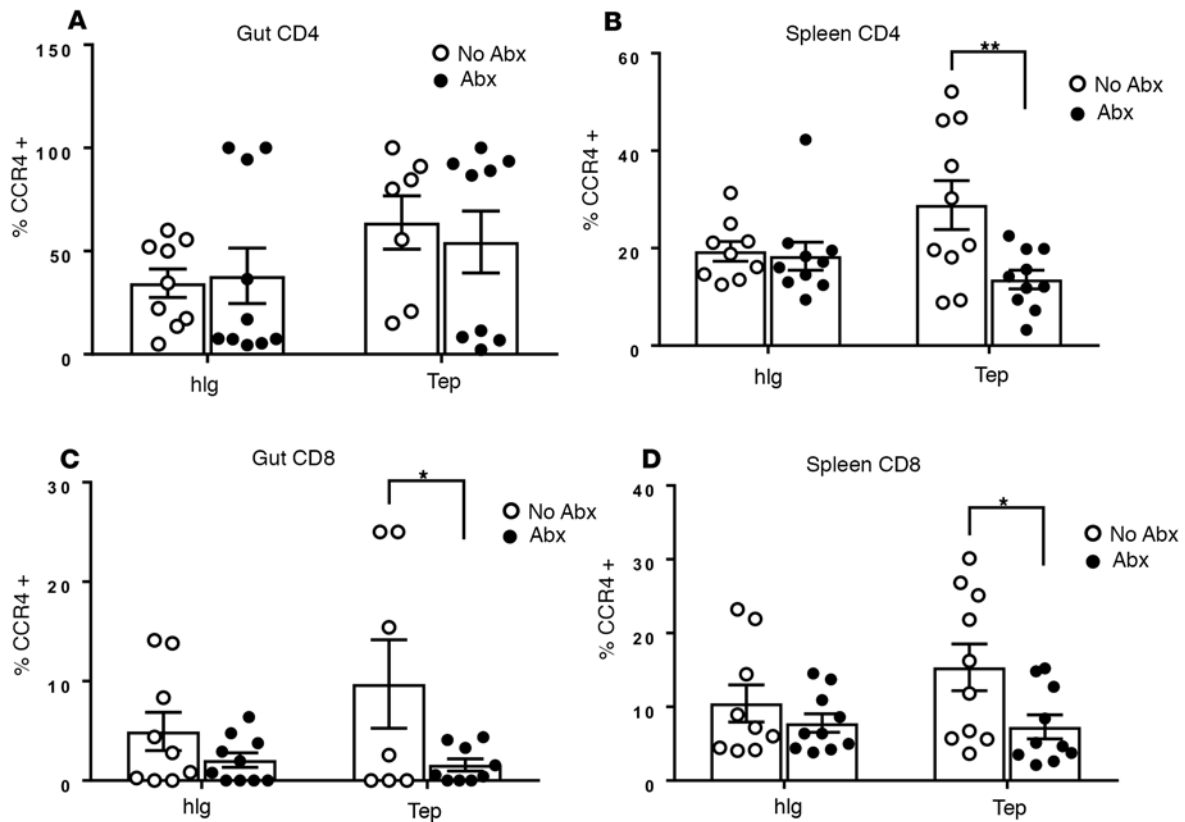 A
Gut CD4
No Abx
Abx
% CCR4 +
150
100
50
0
hIg
Tep
B
Spleen CD4
**
No Abx
Abx
% CCR4 +
60
40
20
0
hIg
Tep
C
Gut CD8
*
No Abx
Abx
% CCR4 +
30
20
10
0
hIg
Tep
D
Spleen CD8
*
No Abx
Abx
% CCR4 +
40
30
20
10
0
hIg
Tep